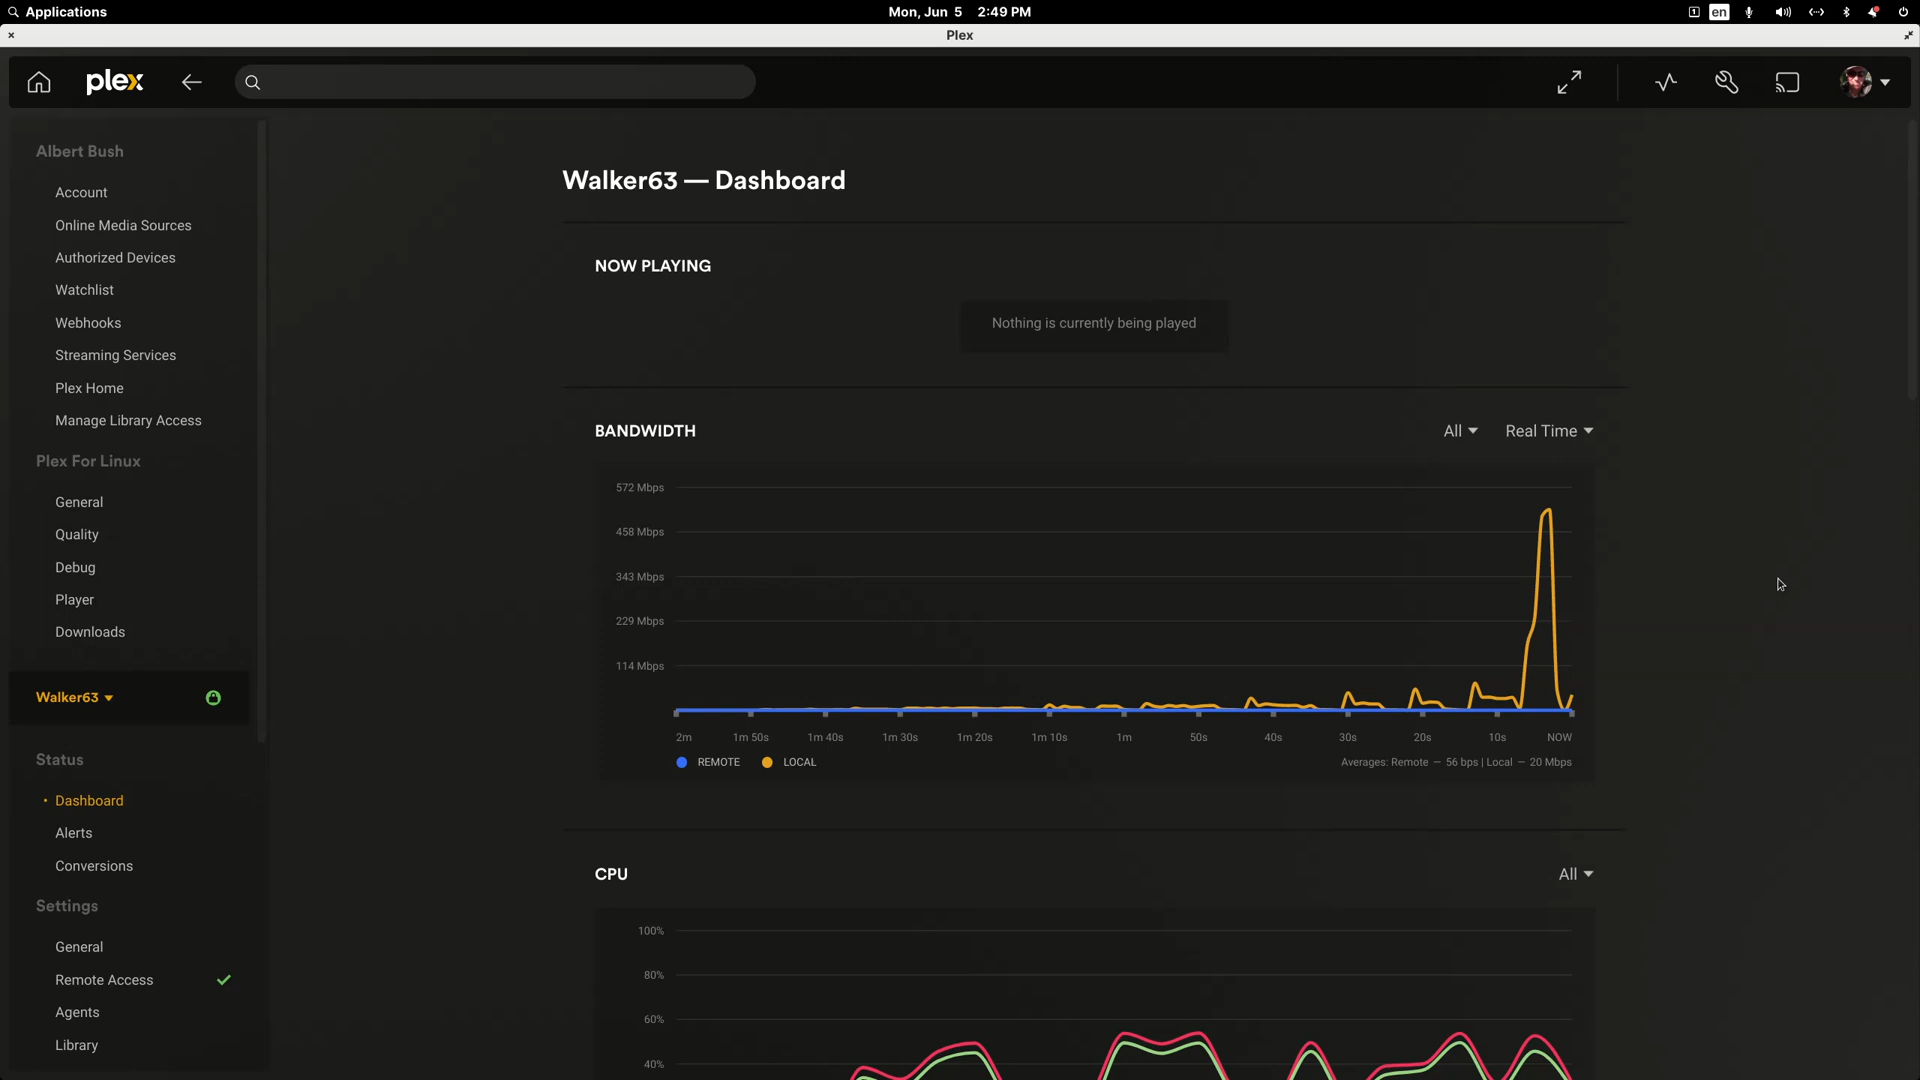 Applications
Mon, Jun 5 2:49 PM
1
en
Plex
plex
Albert Bush
Account
Online Media Sources
Authorized Devices
Watchlist
Webhooks
Streaming Services
Plex Home
Manage Library Access
Plex For Linux
General
Quality
Debug
Player
Downloads
Walker63
Status
Dashboard
Alerts
Conversions
Settings
General
Remote Access
Agents
Library
Walker63 — Dashboard
NOW PLAYING
Nothing is currently being played
BANDWIDTH
All
Real Time
572 Mbps
458 Mbps
343 Mbps
229 Mbps
114 Mbps
2m 1m 50s 1m 40s 1m 30s 1m 20s 1m 10s 1m 50s 40s 30s 20s 10s NOW
REMOTE LOCAL
Averages: Remote — 56 bps | Local — 20 Mbps
CPU
All
100%
80%
60%
40%